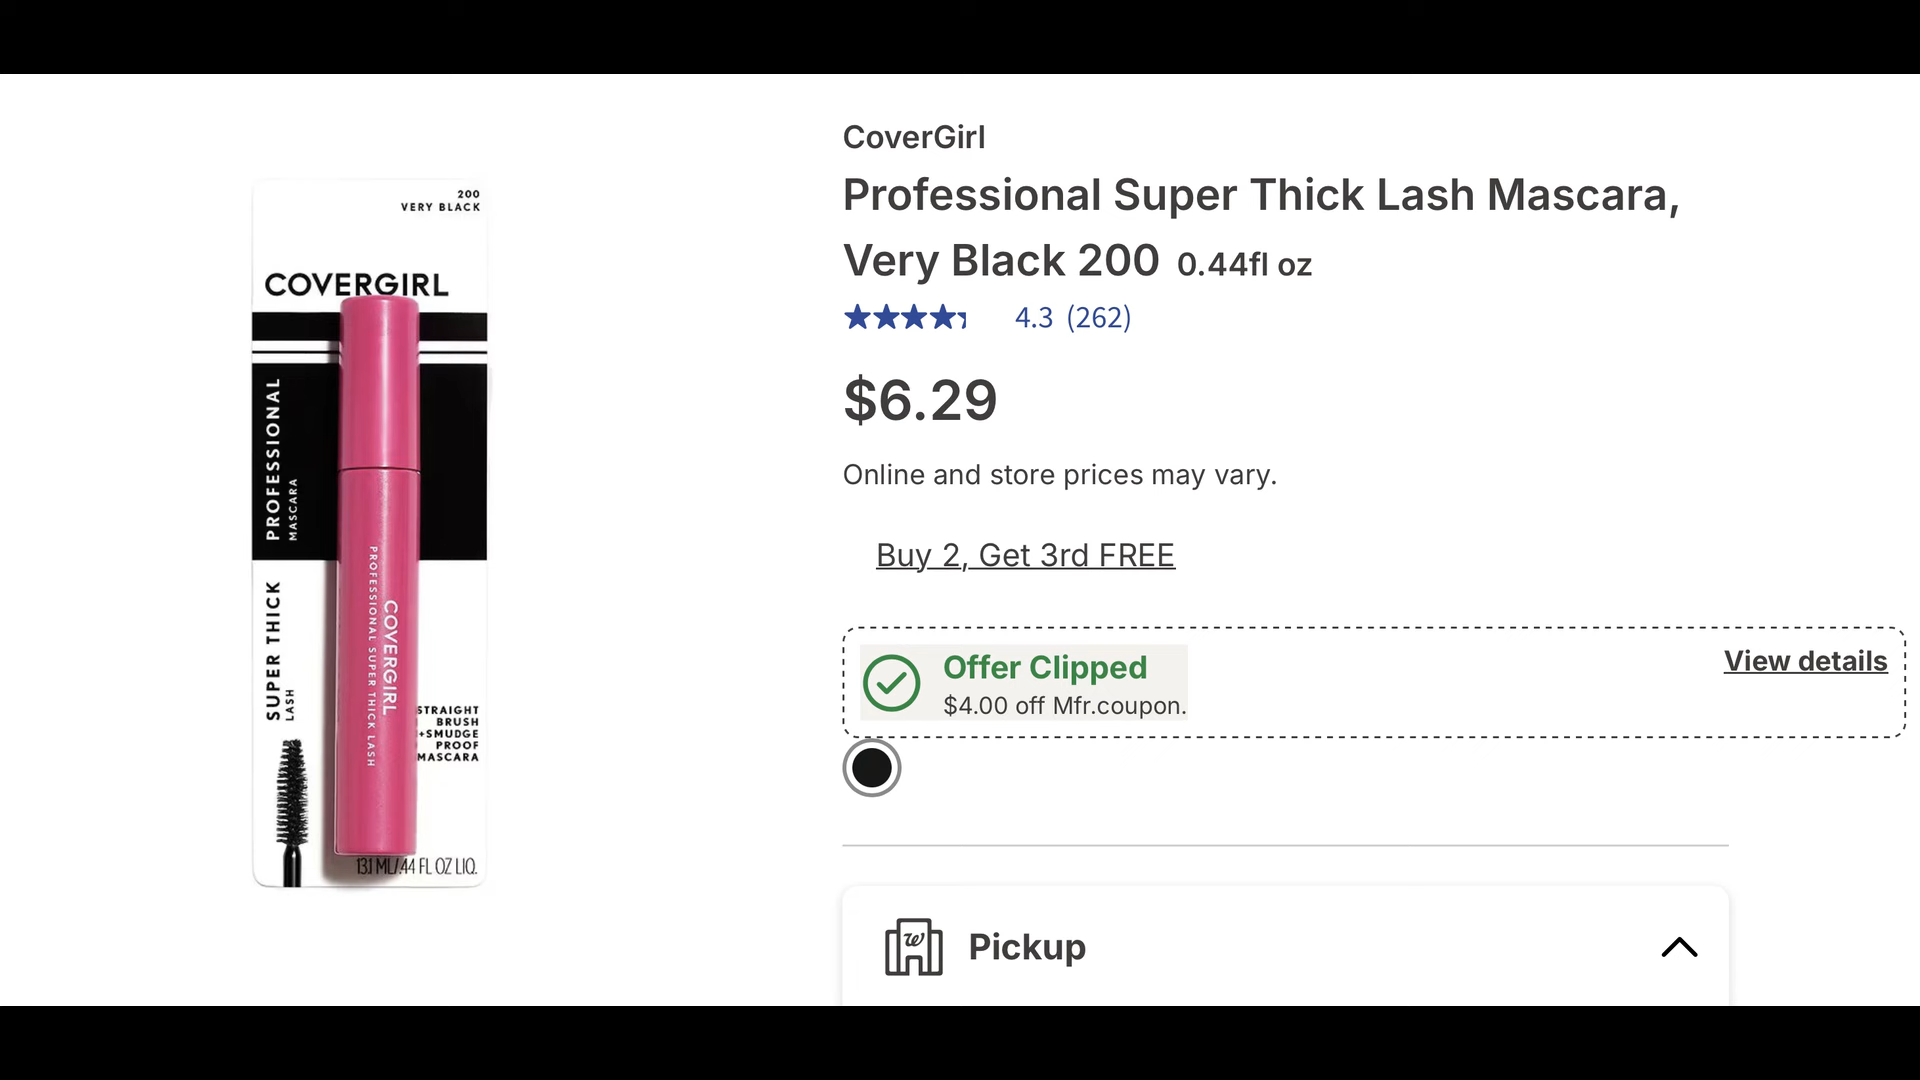 200
VERY BLACK
COVERGIRL
PROFESSIONAL
MASCARA
SUPER THICK
LASH
COVERGIRL
PROFESSIONAL SUPER THICK LASH
STRAIGHT
BRUSH
+SMUDGE
PROOF
MASCARA
13.1 ML/.44 FL OZ LIQ.
CoverGirl
Professional Super Thick Lash Mascara,
Very Black 200 0.44fl oz
4.3 (262)
$6.29
Online and store prices may vary.
Buy 2, Get 3rd FREE
Offer Clipped
View details
$4.00 off Mfr.coupon.
W
Pickup